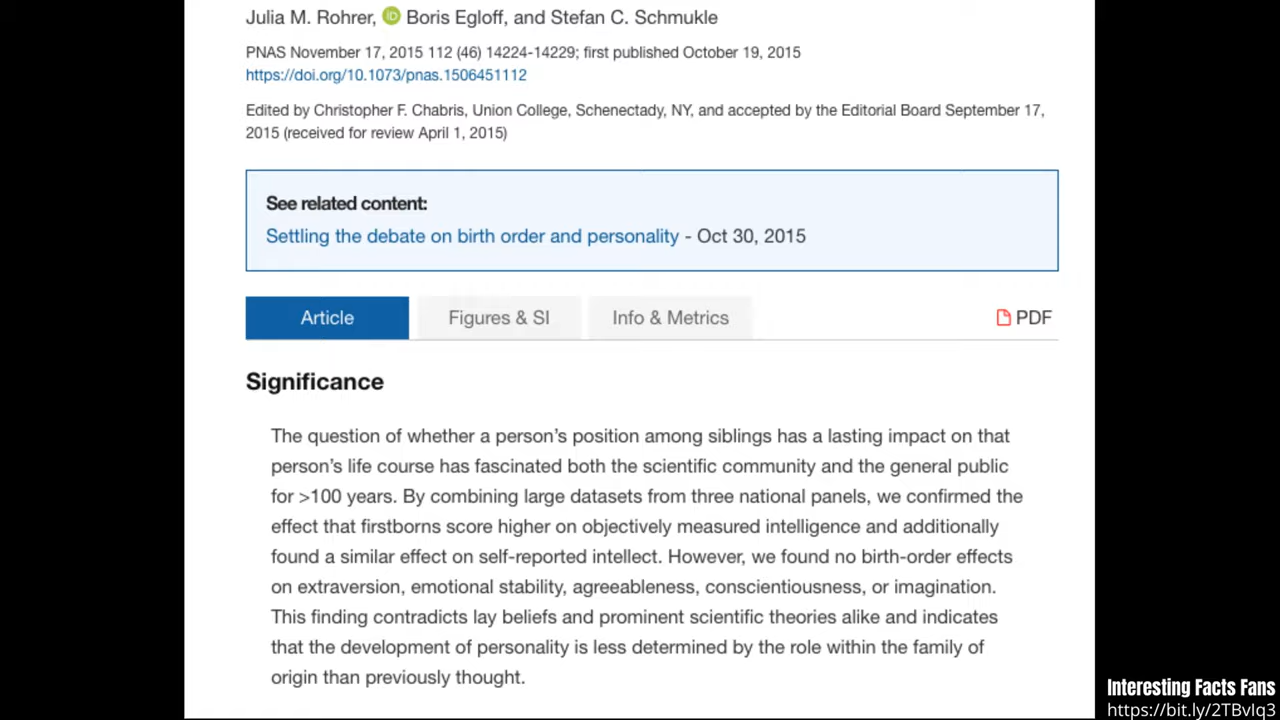 Julia M. Rohrer, iD Boris Egloff, and Stefan C. Schmukle
PNAS November 17, 2015 112 (46) 14224-14229; first published October 19, 2015
https://doi.org/10.1073/pnas.1506451112
Edited by Christopher F. Chabris, Union College, Schenectady, NY, and accepted by the Editorial Board September 17,
2015 (received for review April 1, 2015)
See related content:
Settling the debate on birth order and personality - Oct 30, 2015
Article Figures & SI Info & Metrics PDF
Significance
The question of whether a person's position among siblings has a lasting impact on that
person's life course has fascinated both the scientific community and the general public
for >100 years. By combining large datasets from three national panels, we confirmed the
effect that firstborns score higher on objectively measured intelligence and additionally
found a similar effect on self-reported intellect. However, we found no birth-order effects
on extraversion, emotional stability, agreeableness, conscientiousness, or imagination.
This finding contradicts lay beliefs and prominent scientific theories alike and indicates
that the development of personality is less determined by the role within the family of
origin than previously thought.
Interesting Facts Fans
https://bit.ly/2TBvIq3